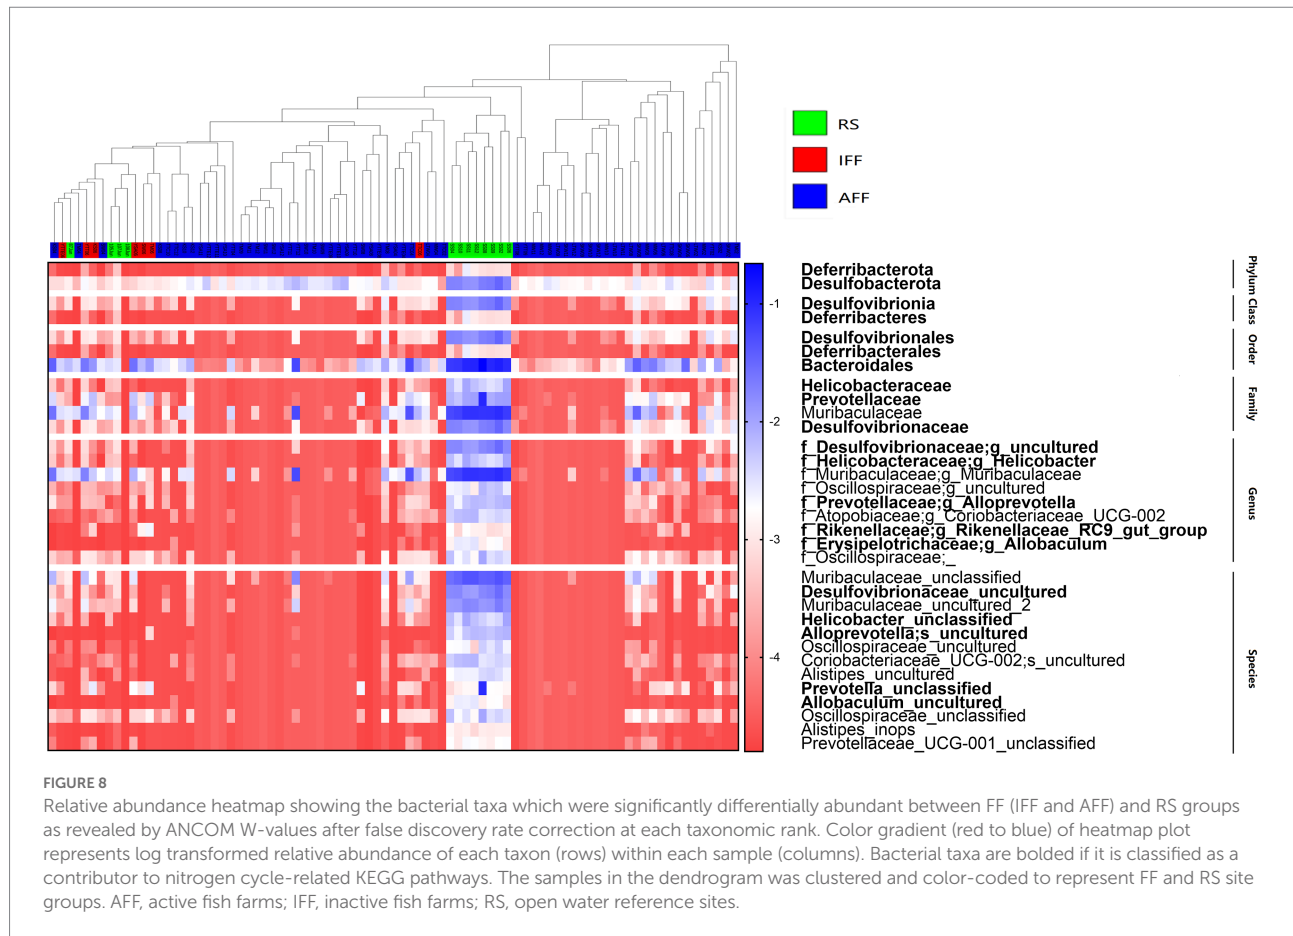 RS
IFF
AFF
-1
-2
-3
-4
Deferribacterota
Desulfobacterota
Phylum
Desulfovibrionia
Deferribacteres
Class
Desulfovibrionales
Deferribacterales
Bacteroidales
Order
Helicobacteraceae
Prevotellaceae
Muribaculaceae
Desulfovibrionaceae
Family
f_Desulfovibrionaceae;g_uncultured
f_Helicobacteraceae;g_Helicobacter
f_Muribaculaceae;g_Muribaculaceae
f_Oscillospiraceae;g_uncultured
f_Prevotellaceae;g_Alloprevotella
f_Atopobiaceae;g_Coriobacteriaceae_UCG-002
f_Rikenellaceae;g_Rikenellaceae_RC9_gut_group
f_Erysipelotrichaceae;g_Allobaculum
f_Oscillospiraceae;_
Genus
Muribaculaceae_unclassified
Desulfovibrionaceae_uncultured
Muribaculaceae_uncultured_2
Helicobacter_unclassified
Alloprevotella;s_uncultured
Oscillospiraceae_uncultured
Coriobacteriaceae_UCG-002;s_uncultured
Alistipes_uncultured
Prevotella_unclassified
Allobaculum_uncultured
Oscillospiraceae_unclassified
Alistipes_inops
Prevotellaceae_UCG-001_unclassified
Species
FIGURE 8
Relative abundance heatmap showing the bacterial taxa which were significantly differentially abundant between FF (IFF and AFF) and RS groups
as revealed by ANCOM W-values after false discovery rate correction at each taxonomic rank. Color gradient (red to blue) of heatmap plot
represents log transformed relative abundance of each taxon (rows) within each sample (columns). Bacterial taxa are bolded if it is classified as a
contributor to nitrogen cycle-related KEGG pathways. The samples in the dendrogram was clustered and color-coded to represent FF and RS site
groups. AFF, active fish farms; IFF, inactive fish farms; RS, open water reference sites.